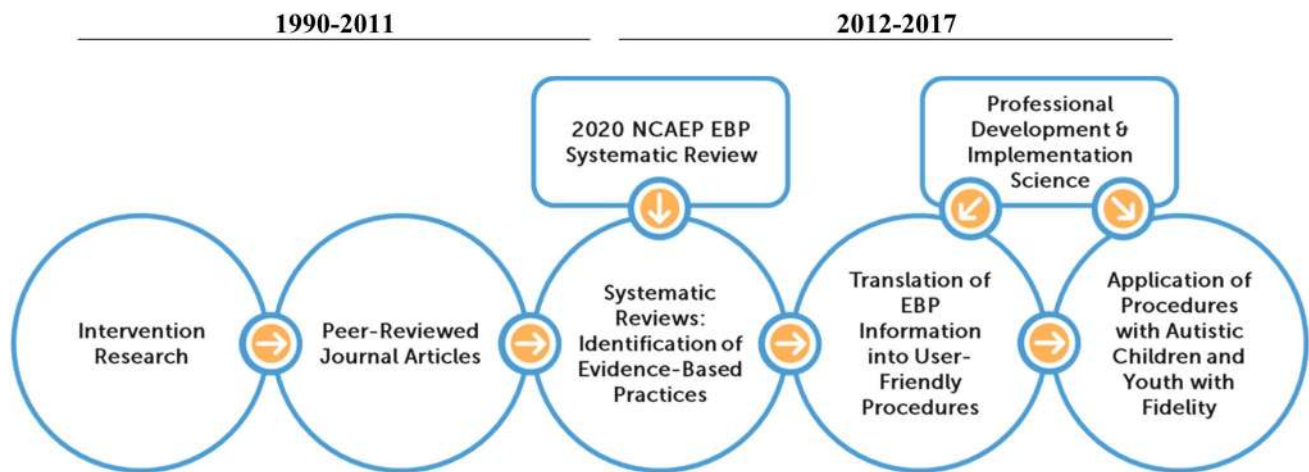 1990-2011
2012-2017
2020 NCAEP EBP
Systematic Review
Professional
Development &
Implementation
Science
Intervention
Research
Peer-Reviewed
Journal Articles
Systematic
Reviews:
Identification of
Evidence-Based
Practices
Translation of
EBP
Information
into User-
Friendly
Procedures
Application of
Procedures
with Autistic
Children and
Youth with
Fidelity